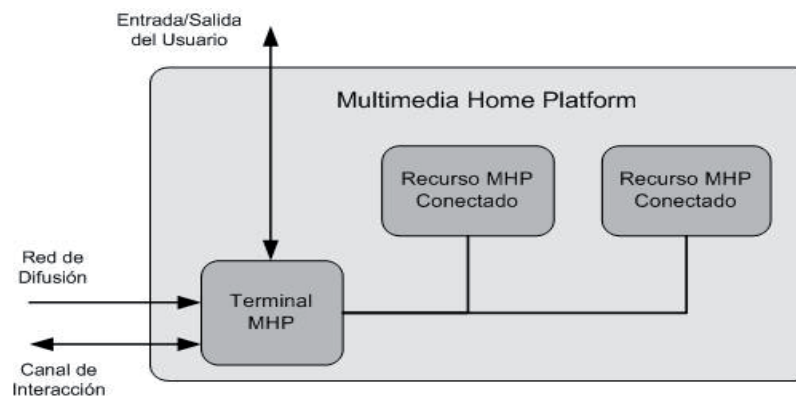 Entrada/Salida
del Usuario
Multimedia Home Platform
Recurso MHP
Conectado
Recurso MHP
Conectado
Red de
Difusión
Terminal
MHP
Canal de
Interacción